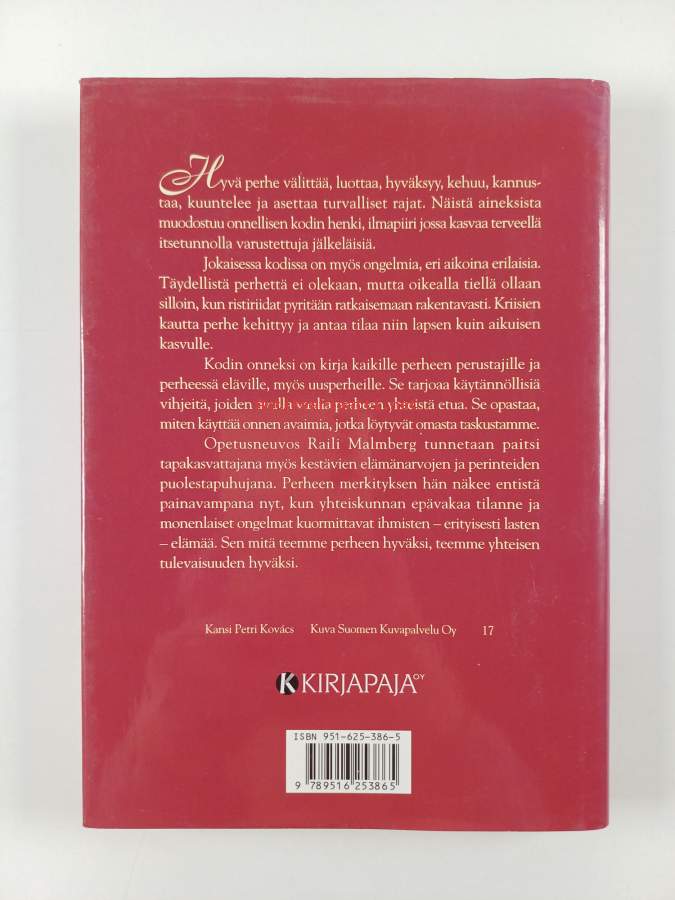 Hyvä perhe välittää, luottaa, hyväksyy, kehuu, kannus-
taa, kuuntelee ja asettaa turvalliset rajat. Näistä aineksista
muodostuu onnellisen kodin henki, ilmapiiri jossa kasvaa terveellä
itsetunnolla varustettuja jälkeläisiä.
Jokaisessa kodissa on myös ongelmia, eri aikoina erilaisia.
Täydellistä perhettä ei olekaan, mutta oikealla tiellä ollaan
silloin, kun ristiriidat pyritään ratkaisemaan rakentavasti. Kriisien
kautta perhe kehittyy ja antaa tilaa niin lapsen kuin aikuisen
kasvulle.
Kodin onneksi on kirja kaikille perheen perustajille ja
perheessä eläville, myös uusperheille. Se tarjoaa käytännöllisiä
vihjeitä, joiden avulla vaalia perheen yhteistä etua. Se opastaa,
miten käyttää onnen avaimia, jotka löytyvät omasta taskustamme.
Opetusneuvos Raili Malmberg tunnetaan paitsi
tapakasvattajana myös kestävien elämänarvojen ja perinteiden
puolestapuhujana. Perheen merkityksen hän näkee entistä
painavampana nyt, kun yhteiskunnan epävakaa tilanne ja
monenlaiset ongelmat kuormittavat ihmisten – erityisesti lasten
– elämää. Sen mitä teemme perheen hyväksi, teemme yhteisen
tulevaisuuden hyväksi.
Kansi Petri Kovács Kuva Suomen Kuvapalvelu Oy 17
K KIRJAPAJA OY
ISBN 951-625-386-5
9 789516 253865